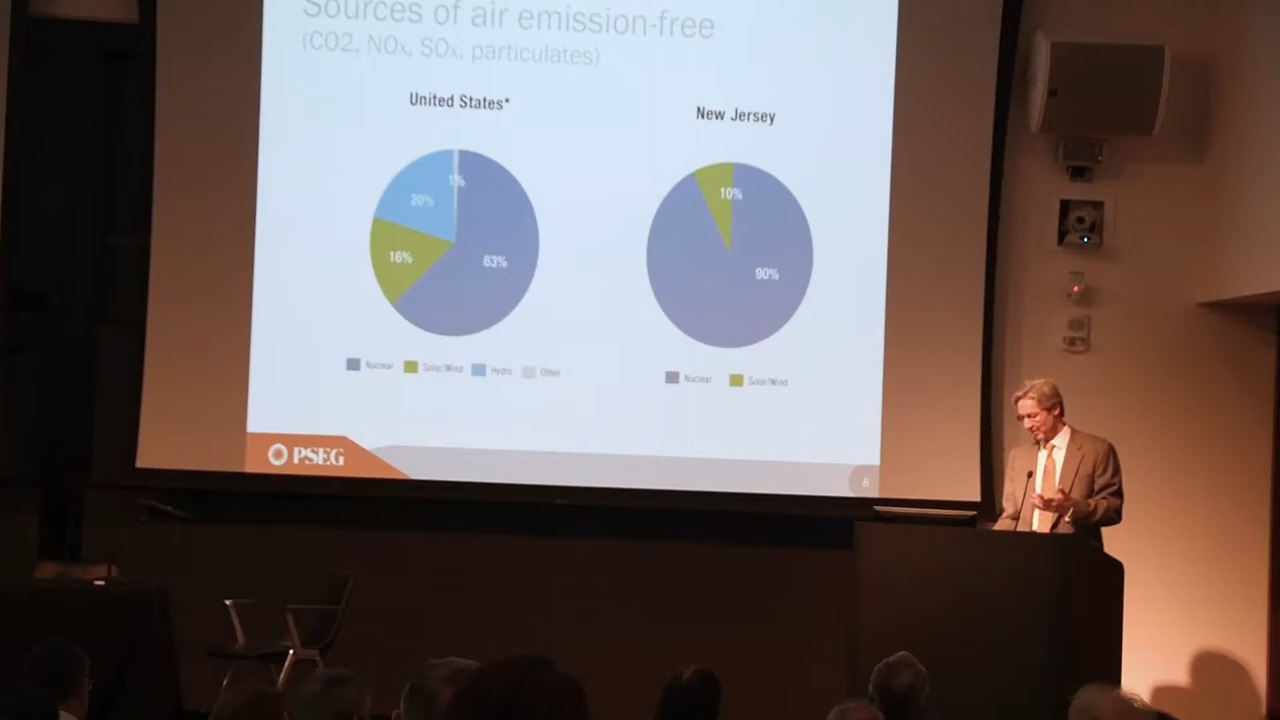 Sources of air emission-free
(CO2, NOx, SOx, particulates)
United States*
1%
20%
16%
63%
Nuclear Solar/Wind Hydro Other
New Jersey
10%
90%
Nuclear Solar/Wind
PSEG
6